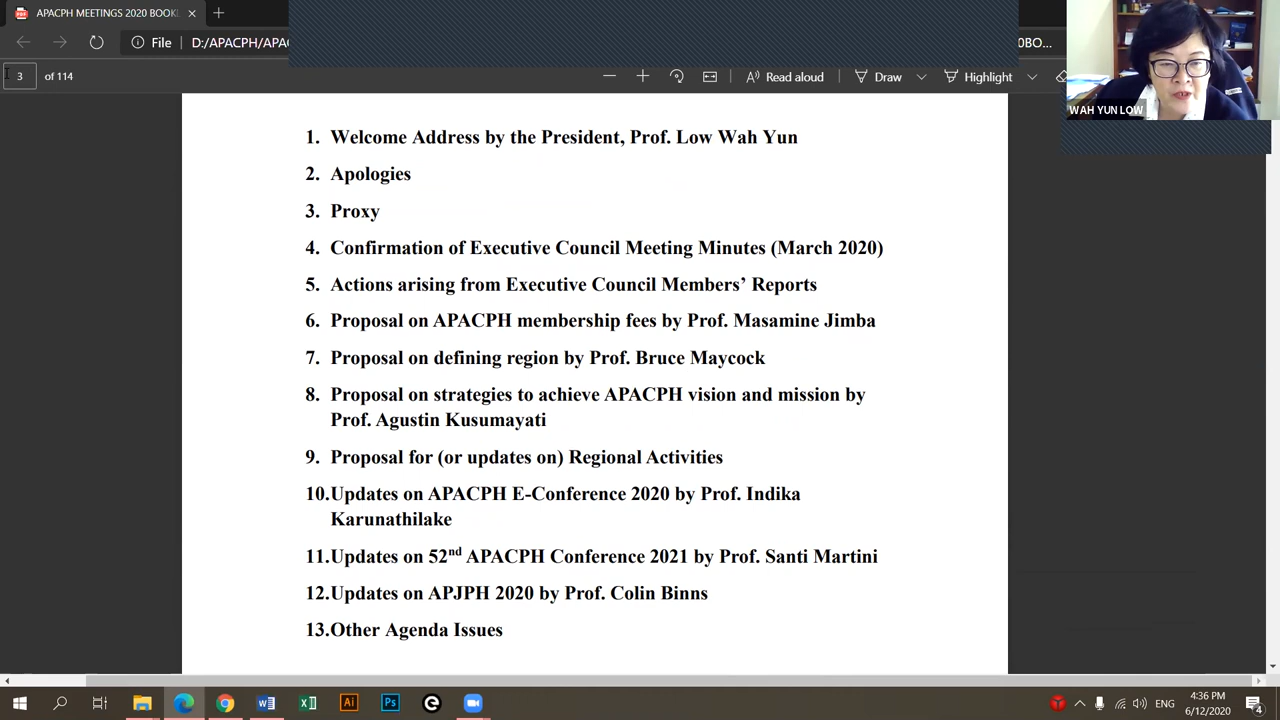 APACPH MEETINGS 2020 BOOK
File
D:/APACPH/APA
0BO...
3 of 114
Read aloud
Draw
Highlight
WAH YUN LOW
1. Welcome Address by the President, Prof. Low Wah Yun
2. Apologies
3. Proxy
4. Confirmation of Executive Council Meeting Minutes (March 2020)
5. Actions arising from Executive Council Members’ Reports
6. Proposal on APACPH membership fees by Prof. Masamine Jimba
7. Proposal on defining region by Prof. Bruce Maycock
8. Proposal on strategies to achieve APACPH vision and mission by
Prof. Agustin Kusumayati
9. Proposal for (or updates on) Regional Activities
10.Updates on APACPH E-Conference 2020 by Prof. Indika
Karunathilake
11.Updates on 52nd APACPH Conference 2021 by Prof. Santi Martini
12.Updates on APJPH 2020 by Prof. Colin Binns
13.Other Agenda Issues
Ai
Ps
ENG
4:36 PM
6/12/2020
4